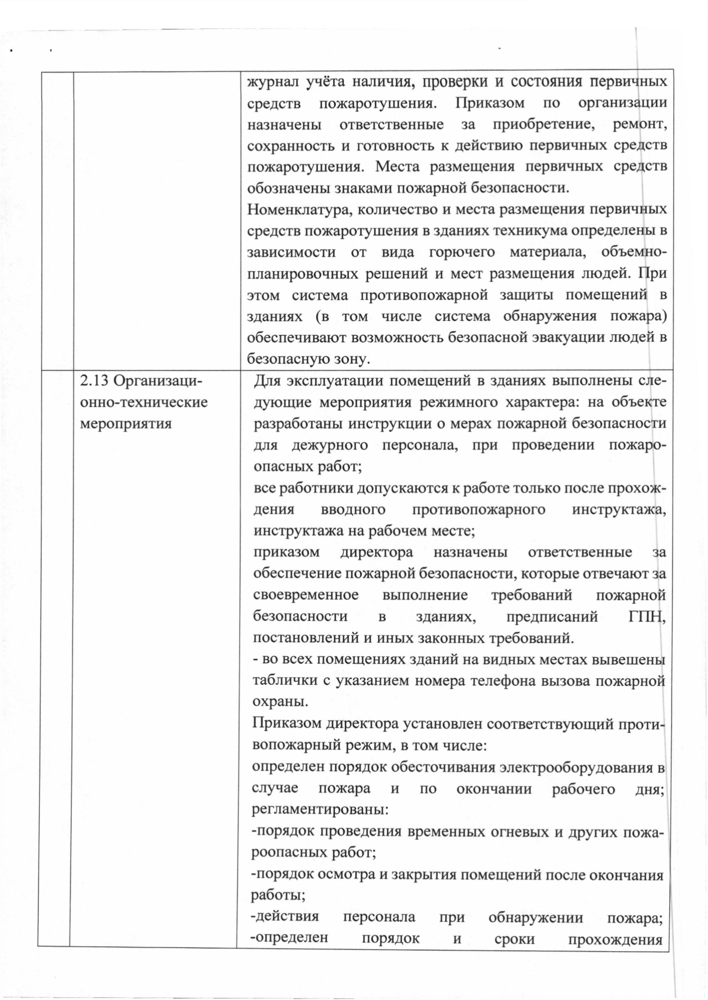 журнал учёта наличия, проверки и состояния первичных
средств пожаротушения. Приказом по организации
назначены ответственные за приобретение, ремонт,
сохранность и готовность к действию первичных средств
пожаротушения. Места размещения первичных средств
обозначены знаками пожарной безопасности.
Номенклатура, количество и места размещения первичных
средств пожаротушения в зданиях техникума определены в
зависимости от вида горючего материала, объемно-
планировочных решений и мест размещения людей. При
этом система противопожарной защиты помещений в
зданиях (в том числе система обнаружения пожара)
обеспечивают возможность безопасной эвакуации людей в
безопасную зону.
2.13 Организаци-
онно-технические
мероприятия
Для эксплуатации помещений в зданиях выполнены сле-
дующие мероприятия режимного характера: на объекте
разработаны инструкции о мерах пожарной безопасности
для дежурного персонала, при проведении пожаро-
опасных работ;
все работники допускаются к работе только после прохож-
дения вводного противопожарного инструктажа,
инструктажа на рабочем месте;
приказом директора назначены ответственные за
обеспечение пожарной безопасности, которые отвечают за
своевременное выполнение требований пожарной
безопасности в зданиях, предписаний ГПН,
постановлений и иных законных требований.
- во всех помещениях зданий на видных местах вывешены
таблички с указанием номера телефона вызова пожарной
охраны.
Приказом директора установлен соответствующий проти-
вопожарный режим, в том числе:
определен порядок обесточивания электрооборудования в
случае пожара и по окончании рабочего дня;
регламентированы:
-порядок проведения временных огневых и других пожа-
роопасных работ;
-порядок осмотра и закрытия помещений после окончания
работы;
-действия персонала при обнаружении пожара;
-определен порядок и сроки прохождения